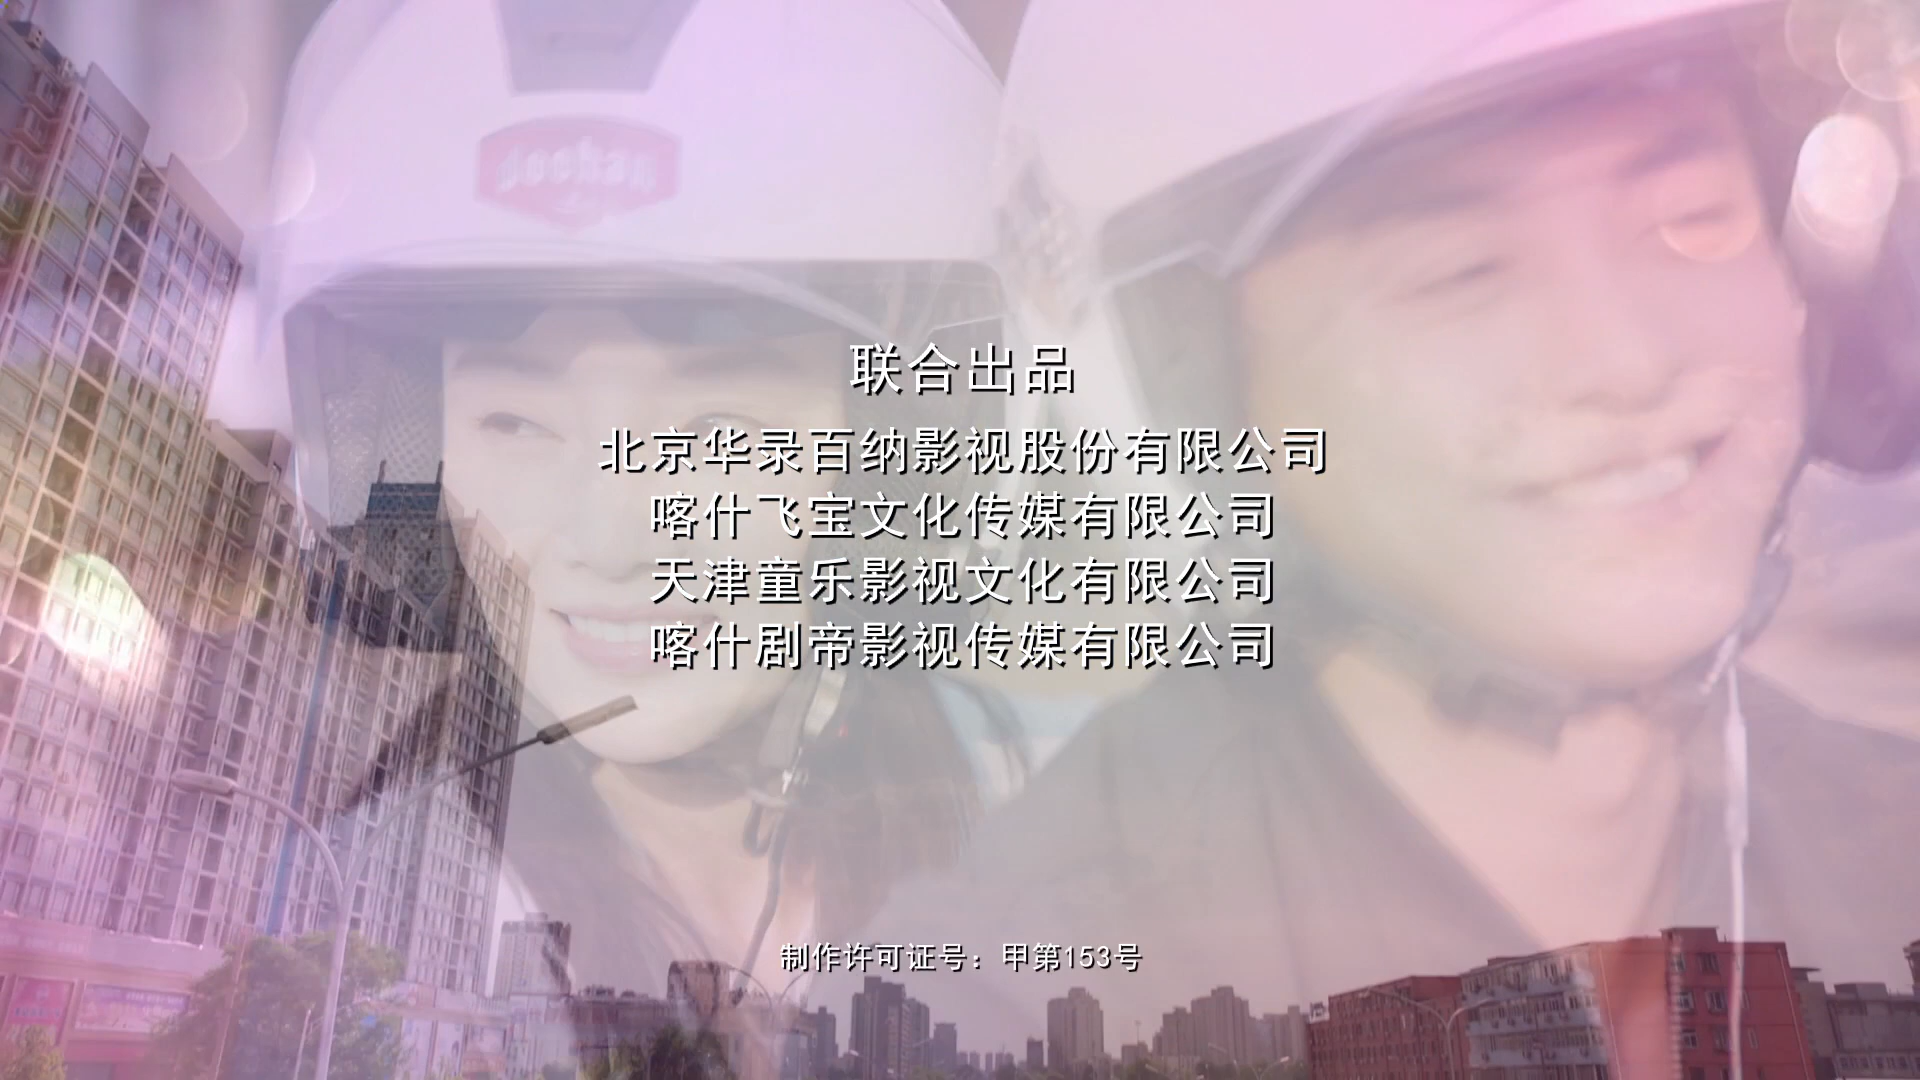 联合出品
北京华录百纳影视股份有限公司
喀什飞宝文化传媒有限公司
天津童乐影视文化有限公司
喀什剧帝影视传媒有限公司
制作许可证号：甲第153号